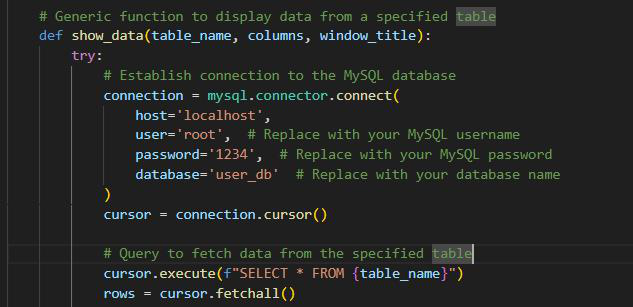 # Generic function to display data from a specified table
def show_data(table_name, columns, window_title):
    try:
        # Establish connection to the MySQL database
        connection = mysql.connector.connect(
            host='localhost',
            user='root',  # Replace with your MySQL username
            password='1234',  # Replace with your MySQL password
            database='user_db'  # Replace with your database name
        )
        cursor = connection.cursor()

        # Query to fetch data from the specified table
        cursor.execute(f"SELECT * FROM {table_name}")
        rows = cursor.fetchall()